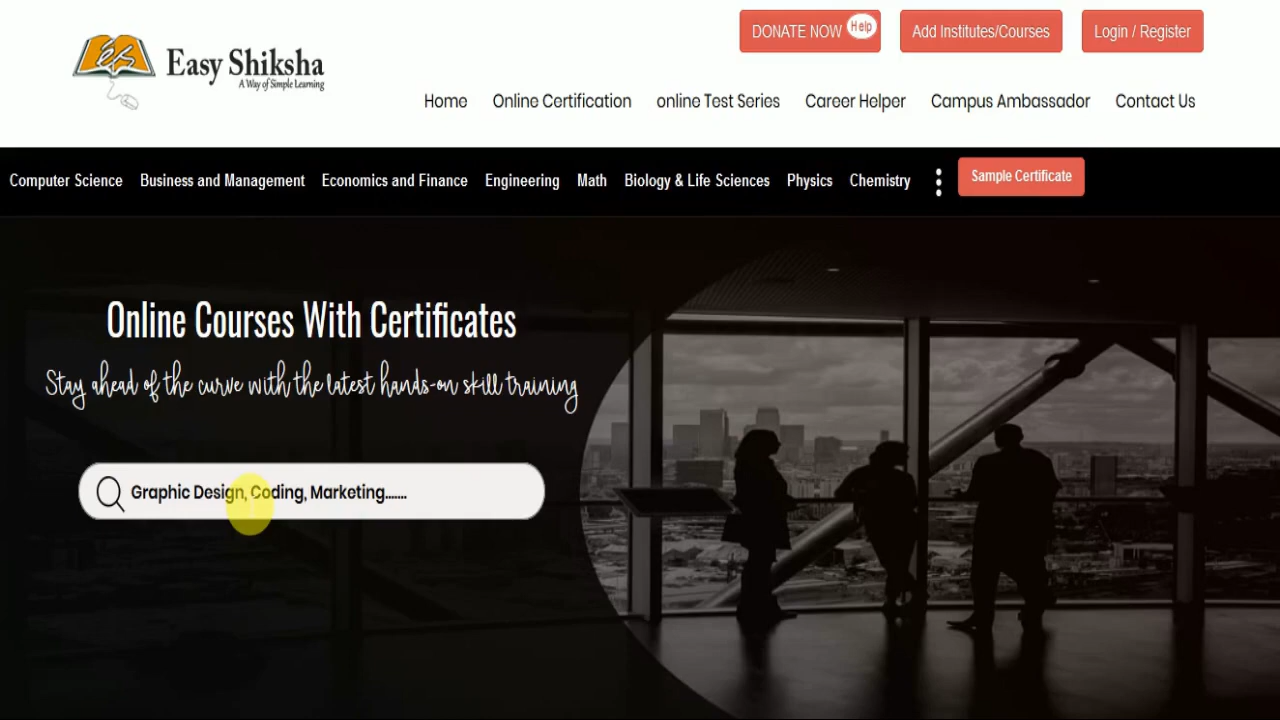 DONATE NOW Help
Add Institutes/Courses
Login / Register
ES
Easy Shiksha
A Way of Simple Learning
Home
Online Certification
online Test Series
Career Helper
Campus Ambassador
Contact Us
Computer Science
Business and Management
Economics and Finance
Engineering
Math
Biology & Life Sciences
Physics
Chemistry
Sample Certificate
Online Courses With Certificates
Stay ahead of the curve with the latest hands-on skill training
Graphic Design, Coding, Marketing.......